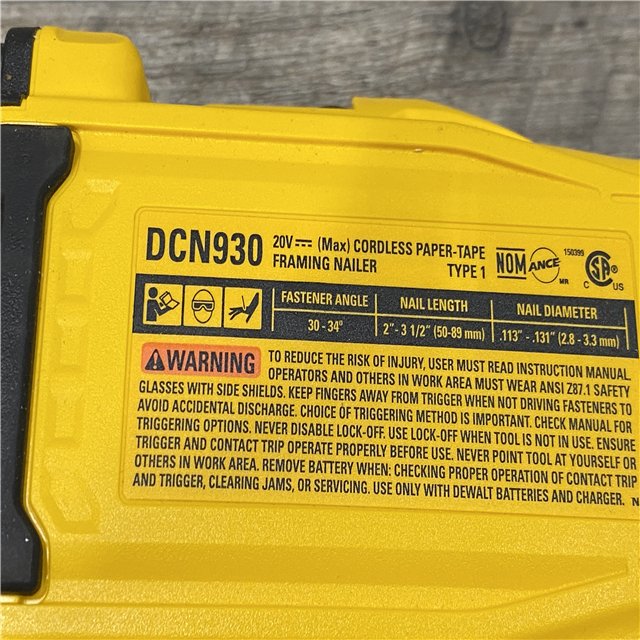 DCN930 20V⎓ (Max) CORDLESS PAPER-TAPE
FRAMING NAILER TYPE 1
NOM ANCE MR 150399 C SA US
FASTENER ANGLE NAIL LENGTH NAIL DIAMETER
30 - 34° 2" - 3 1/2" (50-89 mm) .113" - .131" (2.8 - 3.3 mm)
WARNING TO REDUCE THE RISK OF INJURY, USER MUST READ INSTRUCTION MANUAL.
OPERATORS AND OTHERS IN WORK AREA MUST WEAR ANSI Z87.1 SAFETY
GLASSES WITH SIDE SHIELDS. KEEP FINGERS AWAY FROM TRIGGER WHEN NOT DRIVING FASTENERS TO
AVOID ACCIDENTAL DISCHARGE. CHOICE OF TRIGGERING METHOD IS IMPORTANT. CHECK MANUAL FOR
TRIGGERING OPTIONS. NEVER DISABLE LOCK-OFF. USE LOCK-OFF WHEN TOOL IS NOT IN USE. ENSURE
TRIGGER AND CONTACT TRIP OPERATE PROPERLY BEFORE USE. NEVER POINT TOOL AT YOURSELF OR
OTHERS IN WORK AREA. REMOVE BATTERY WHEN: CHECKING PROPER OPERATION OF CONTACT TRIP
AND TRIGGER, CLEARING JAMS, OR SERVICING. USE ONLY WITH DEWALT BATTERIES AND CHARGER. N